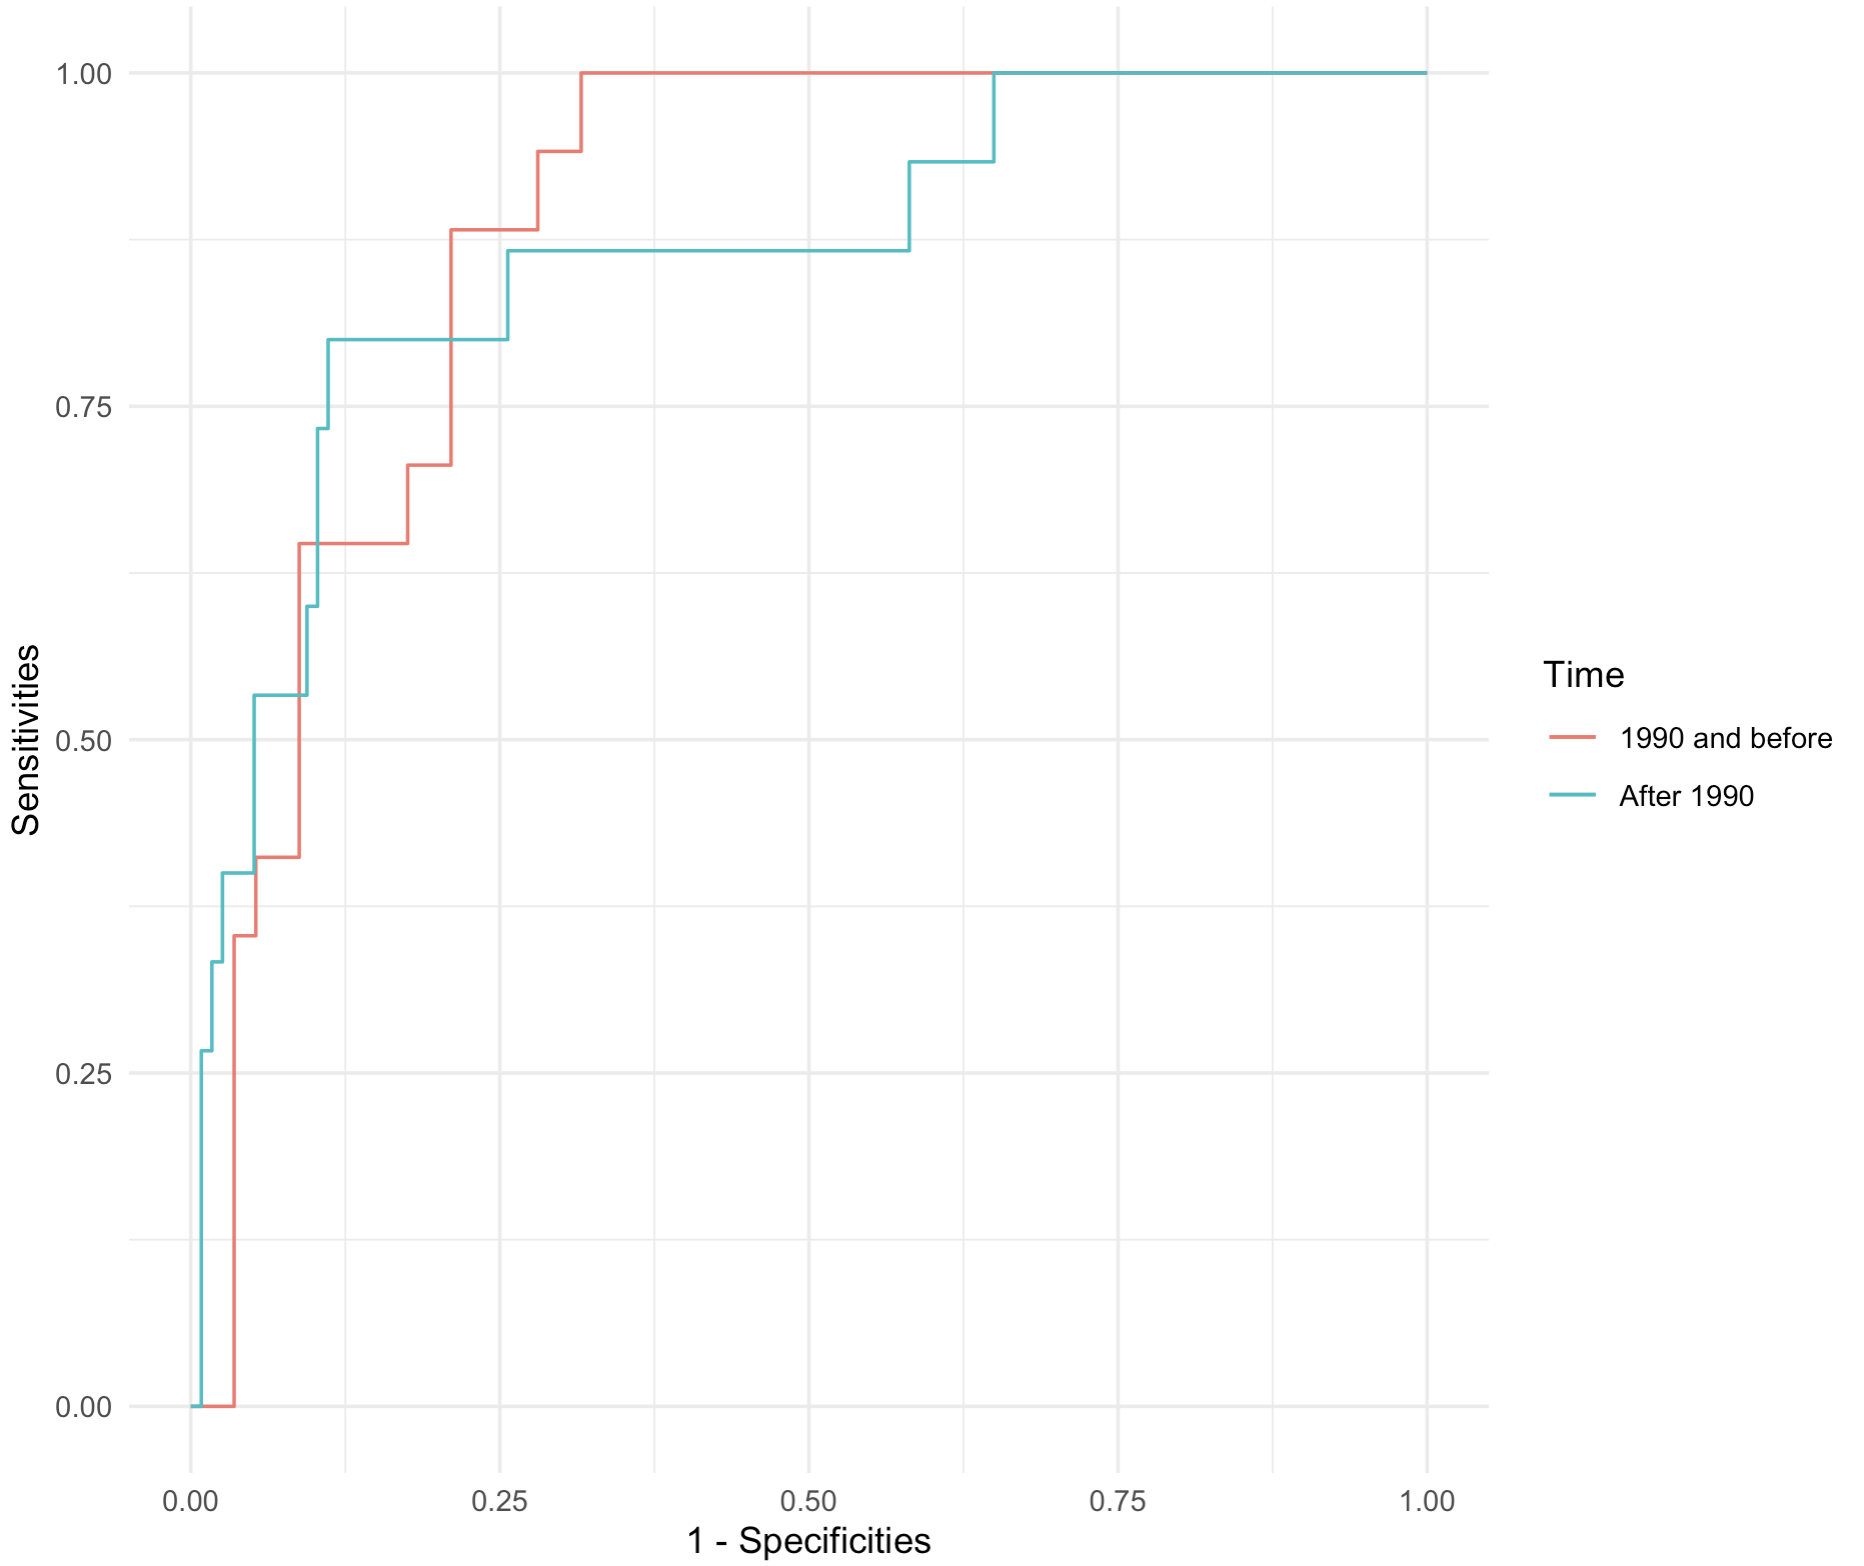 1.00
0.75
0.50
0.25
0.00
Sensitivities
0.00 0.25 0.50 0.75 1.00
1 - Specificities
Time
1990 and before
After 1990